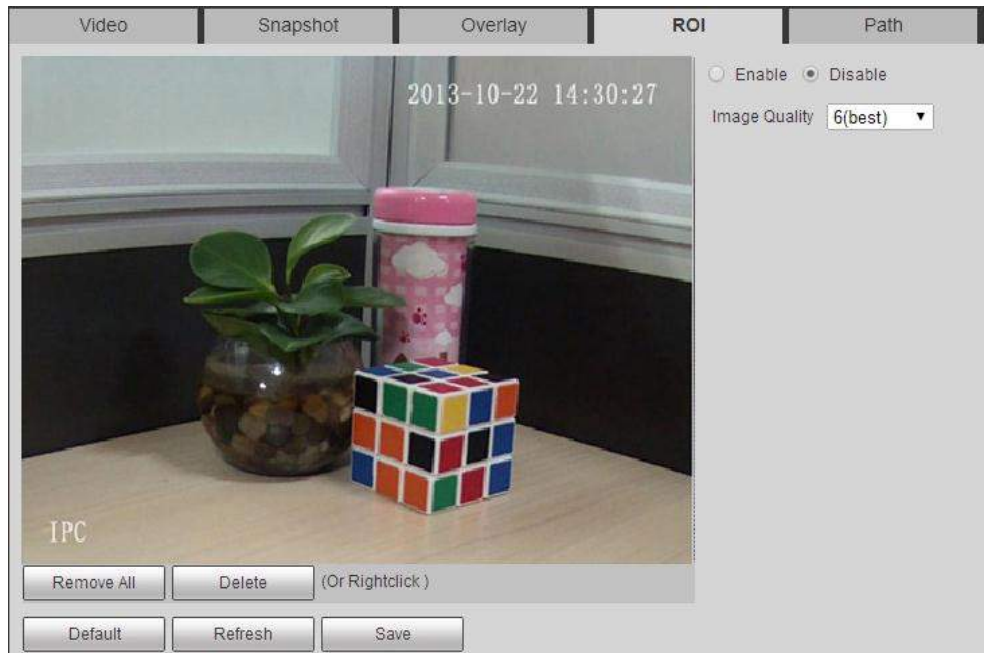 Video Snapshot Overlay ROI Path
2013-10-22 14:30:27
Enable Disable
Image Quality 6(best)
IPC
Remove All Delete (Or Rightclick )
Default Refresh Save